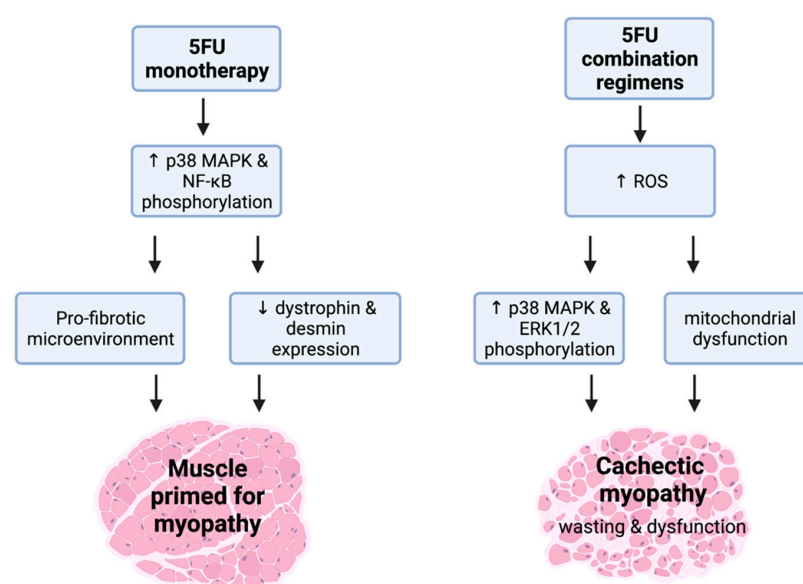 5FU
monotherapy
↑ p38 MAPK &
NF-κB
phosphorylation
Pro-fibrotic
microenvironment
↓ dystrophin &
desmin
expression
Muscle
primed for
myopathy
5FU
combination
regimens
↑ ROS
↑ p38 MAPK &
ERK1/2
phosphorylation
mitochondrial
dysfunction
Cachectic
myopathy
wasting & dysfunction